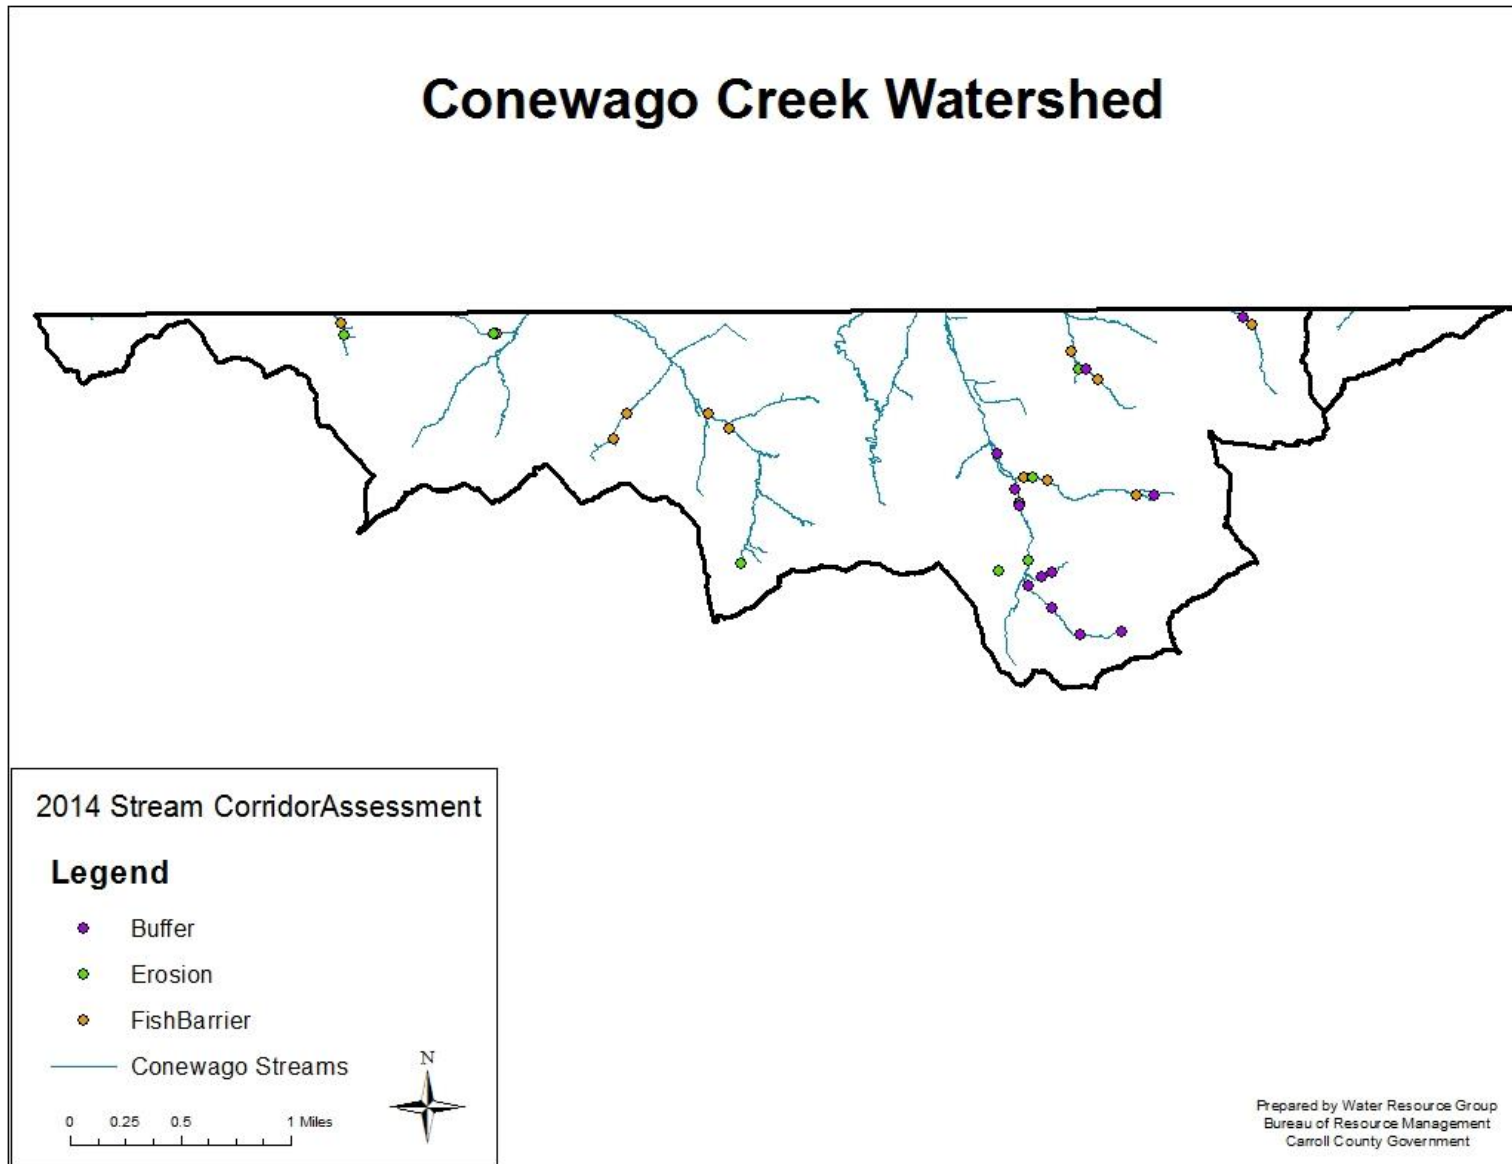 Conewago Creek Watershed
2014 Stream CorridorAssessment
Legend
Buffer
Erosion
FishBarrier
Conewago Streams
N
0 0.25 0.5 1 Miles
Prepared by Water Resource Group
Bureau of Resource Management
Carroll County Government